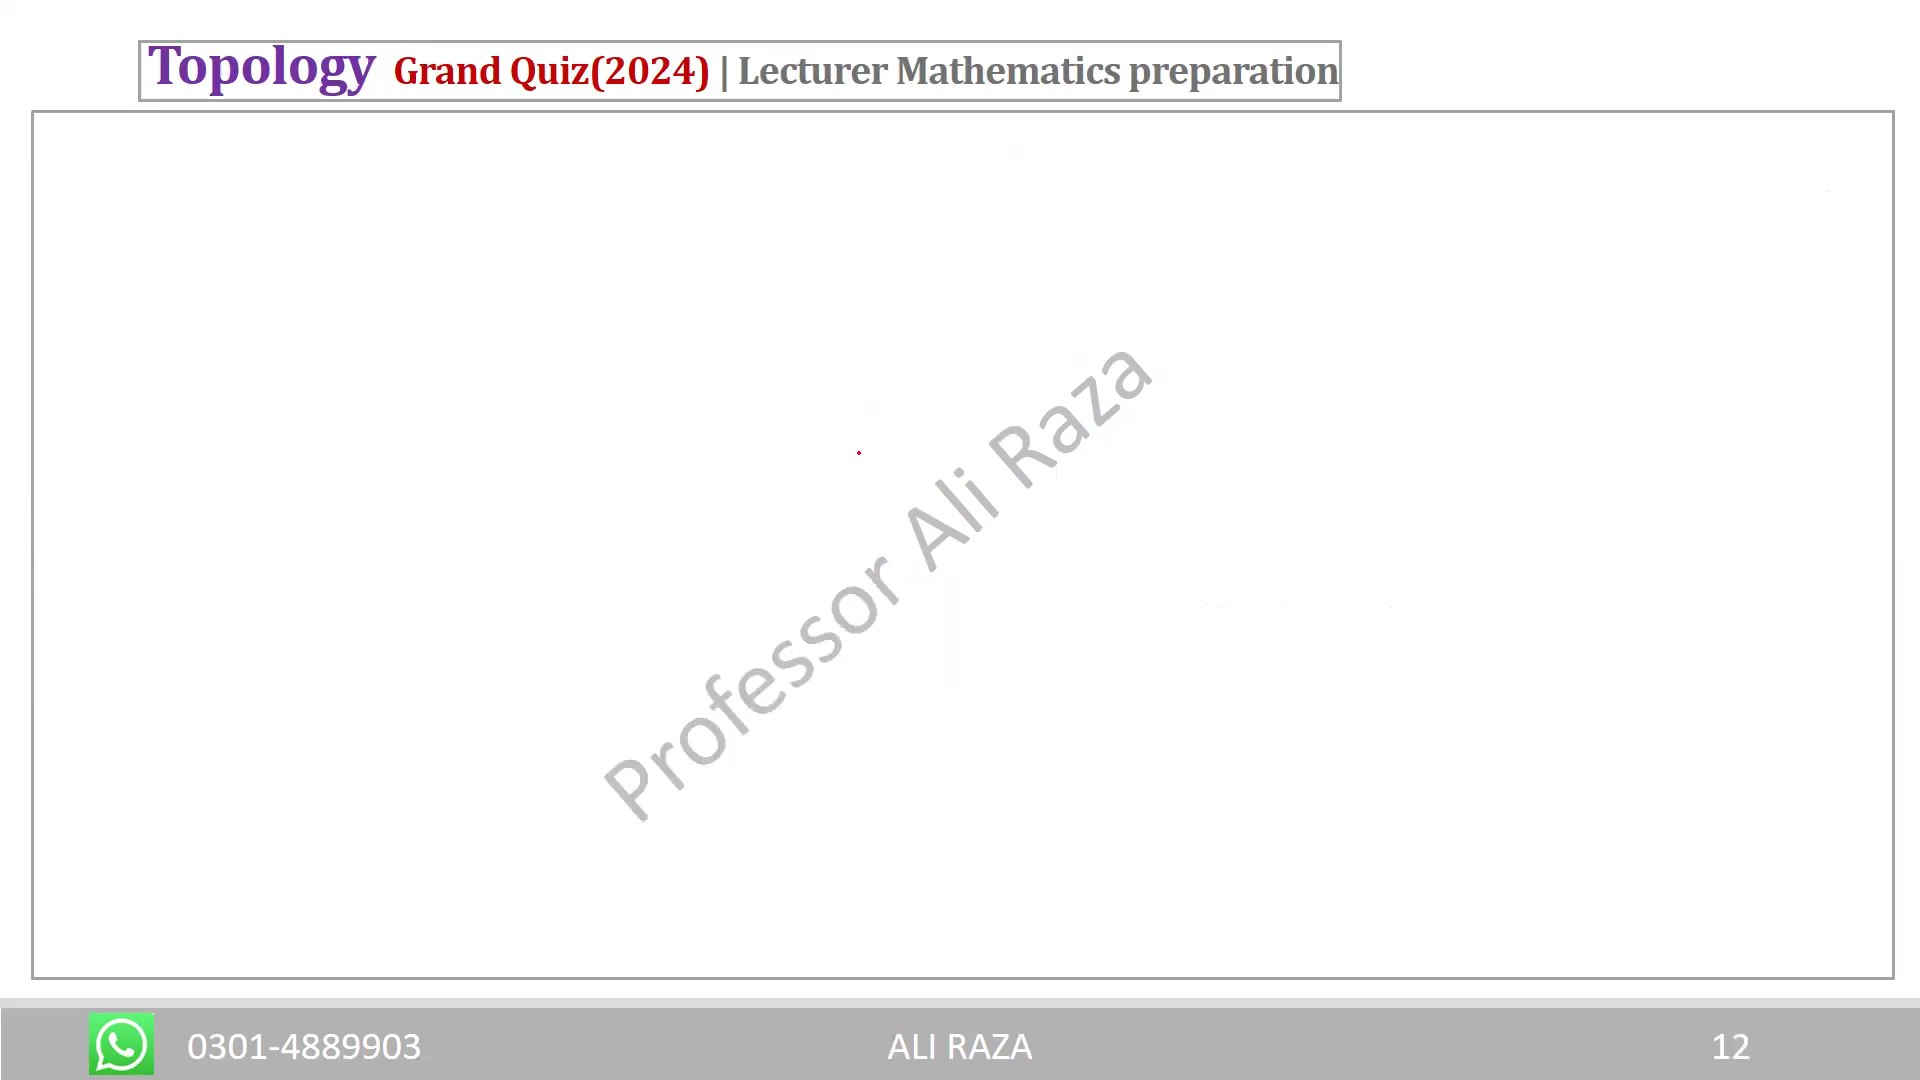 Topology Grand Quiz(2024) | Lecturer Mathematics preparation
Professor Ali Raza
0301-4889903
ALI RAZA
12